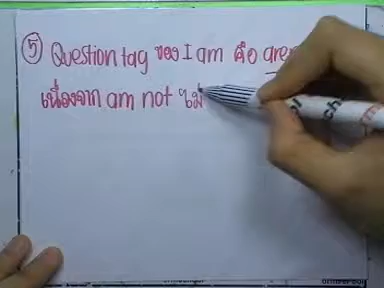 ⑤ Question tag ของ I am คือ aren
เนื่องจาก am not ไม่